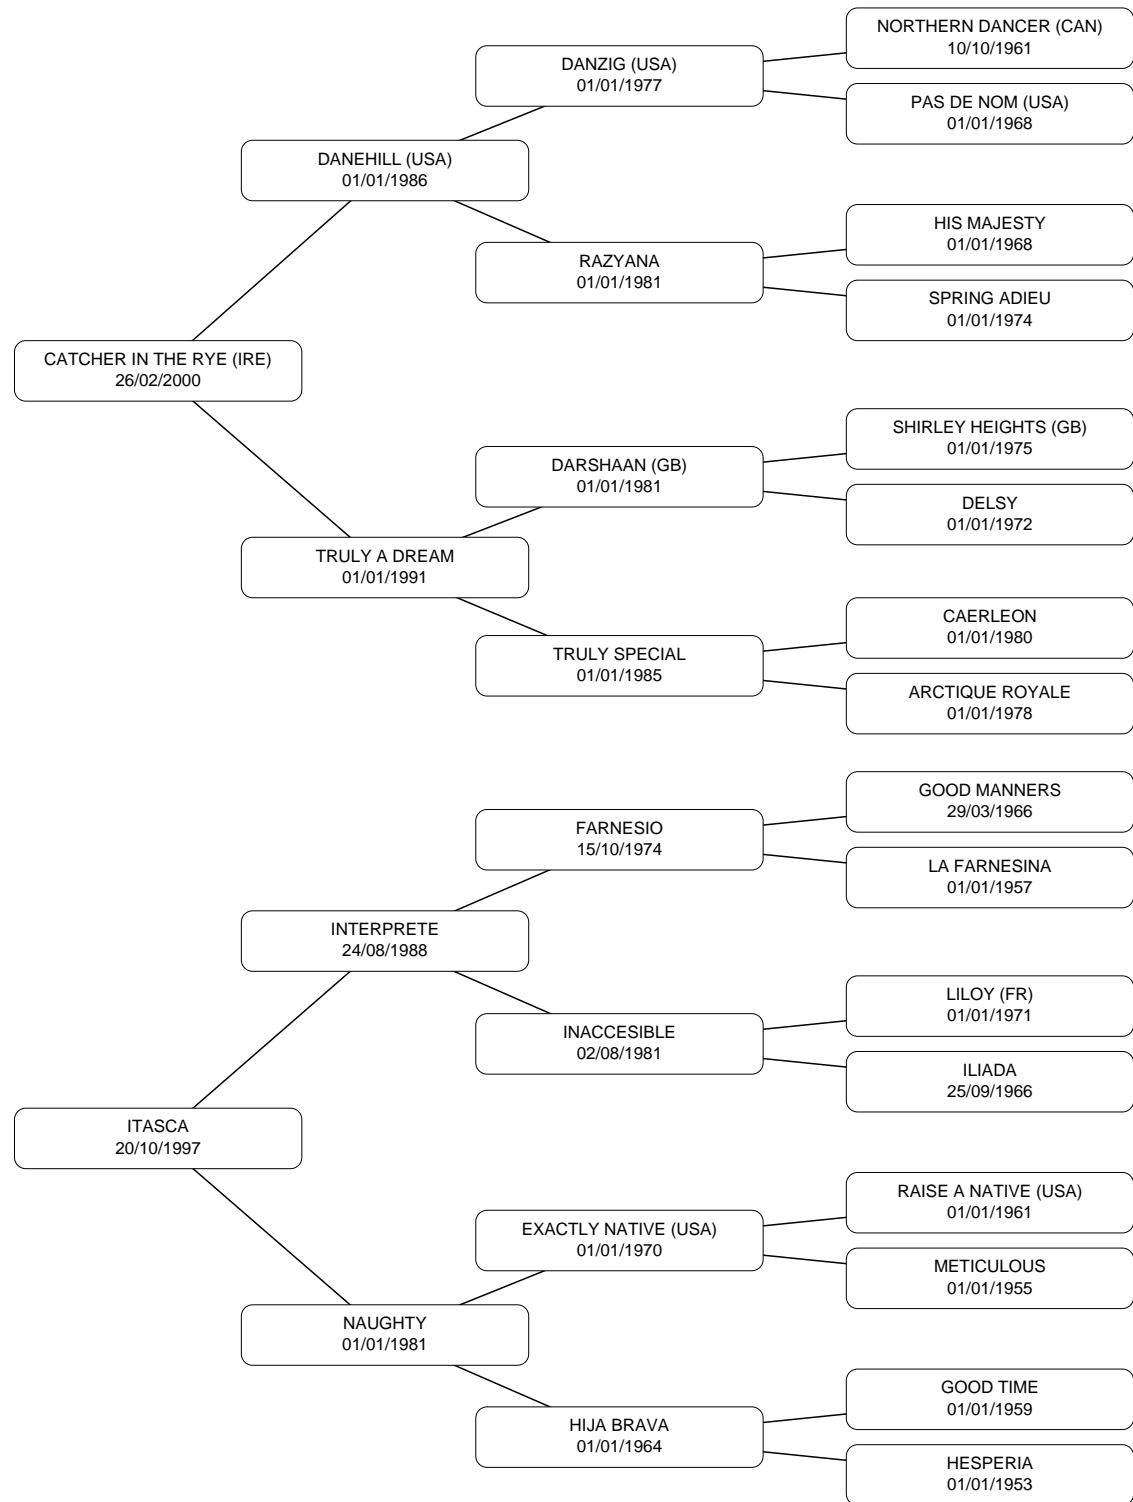 NORTHERN DANCER (CAN)
10/10/1961
DANZIG (USA)
01/01/1977
PAS DE NOM (USA)
01/01/1968
DANEHILL (USA)
01/01/1986
HIS MAJESTY
01/01/1968
RAZYANA
01/01/1981
SPRING ADIEU
01/01/1974
CATCHER IN THE RYE (IRE)
26/02/2000
SHIRLEY HEIGHTS (GB)
01/01/1975
DARSHAAN (GB)
01/01/1981
DELSY
01/01/1972
TRULY A DREAM
01/01/1991
CAERLEON
01/01/1980
TRULY SPECIAL
01/01/1985
ARCTIQUE ROYALE
01/01/1978
GOOD MANNERS
29/03/1966
FARNESIO
15/10/1974
LA FARNESINA
01/01/1957
INTERPRETE
24/08/1988
LILOY (FR)
01/01/1971
INACCESIBLE
02/08/1981
ILIADA
25/09/1966
ITASCA
20/10/1997
RAISE A NATIVE (USA)
01/01/1961
EXACTLY NATIVE (USA)
01/01/1970
METICULOUS
01/01/1955
NAUGHTY
01/01/1981
GOOD TIME
01/01/1959
HIJA BRAVA
01/01/1964
HESPERIA
01/01/1953